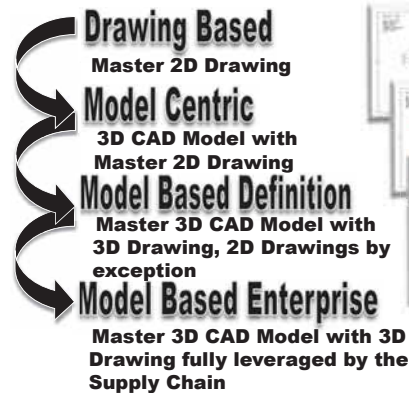 Drawing Based
Master 2D Drawing
Model Centric
3D CAD Model with
Master 2D Drawing
Model Based Definition
Master 3D CAD Model with
3D Drawing, 2D Drawings by
exception
Model Based Enterprise
Master 3D CAD Model with 3D
Drawing fully leveraged by the
Supply Chain